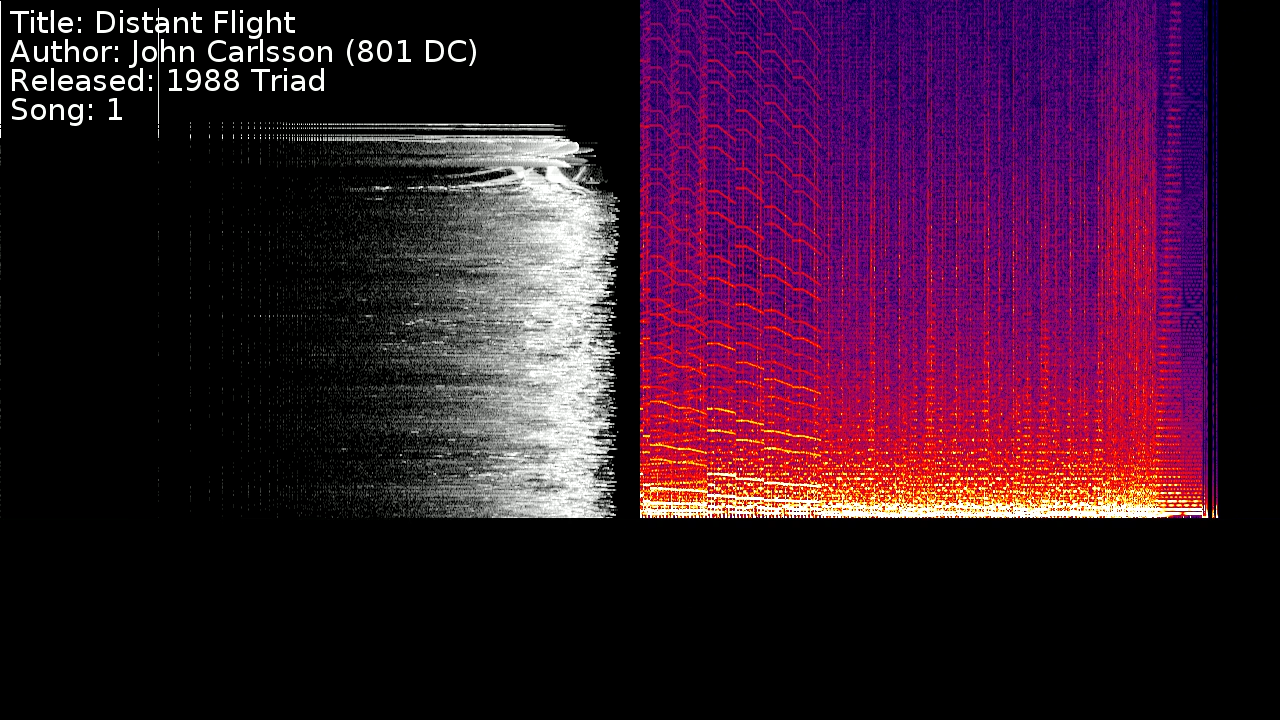 Title: Distant Flight
Author: John Carlsson (801 DC)
Released: 1988 Triad
Song: 1